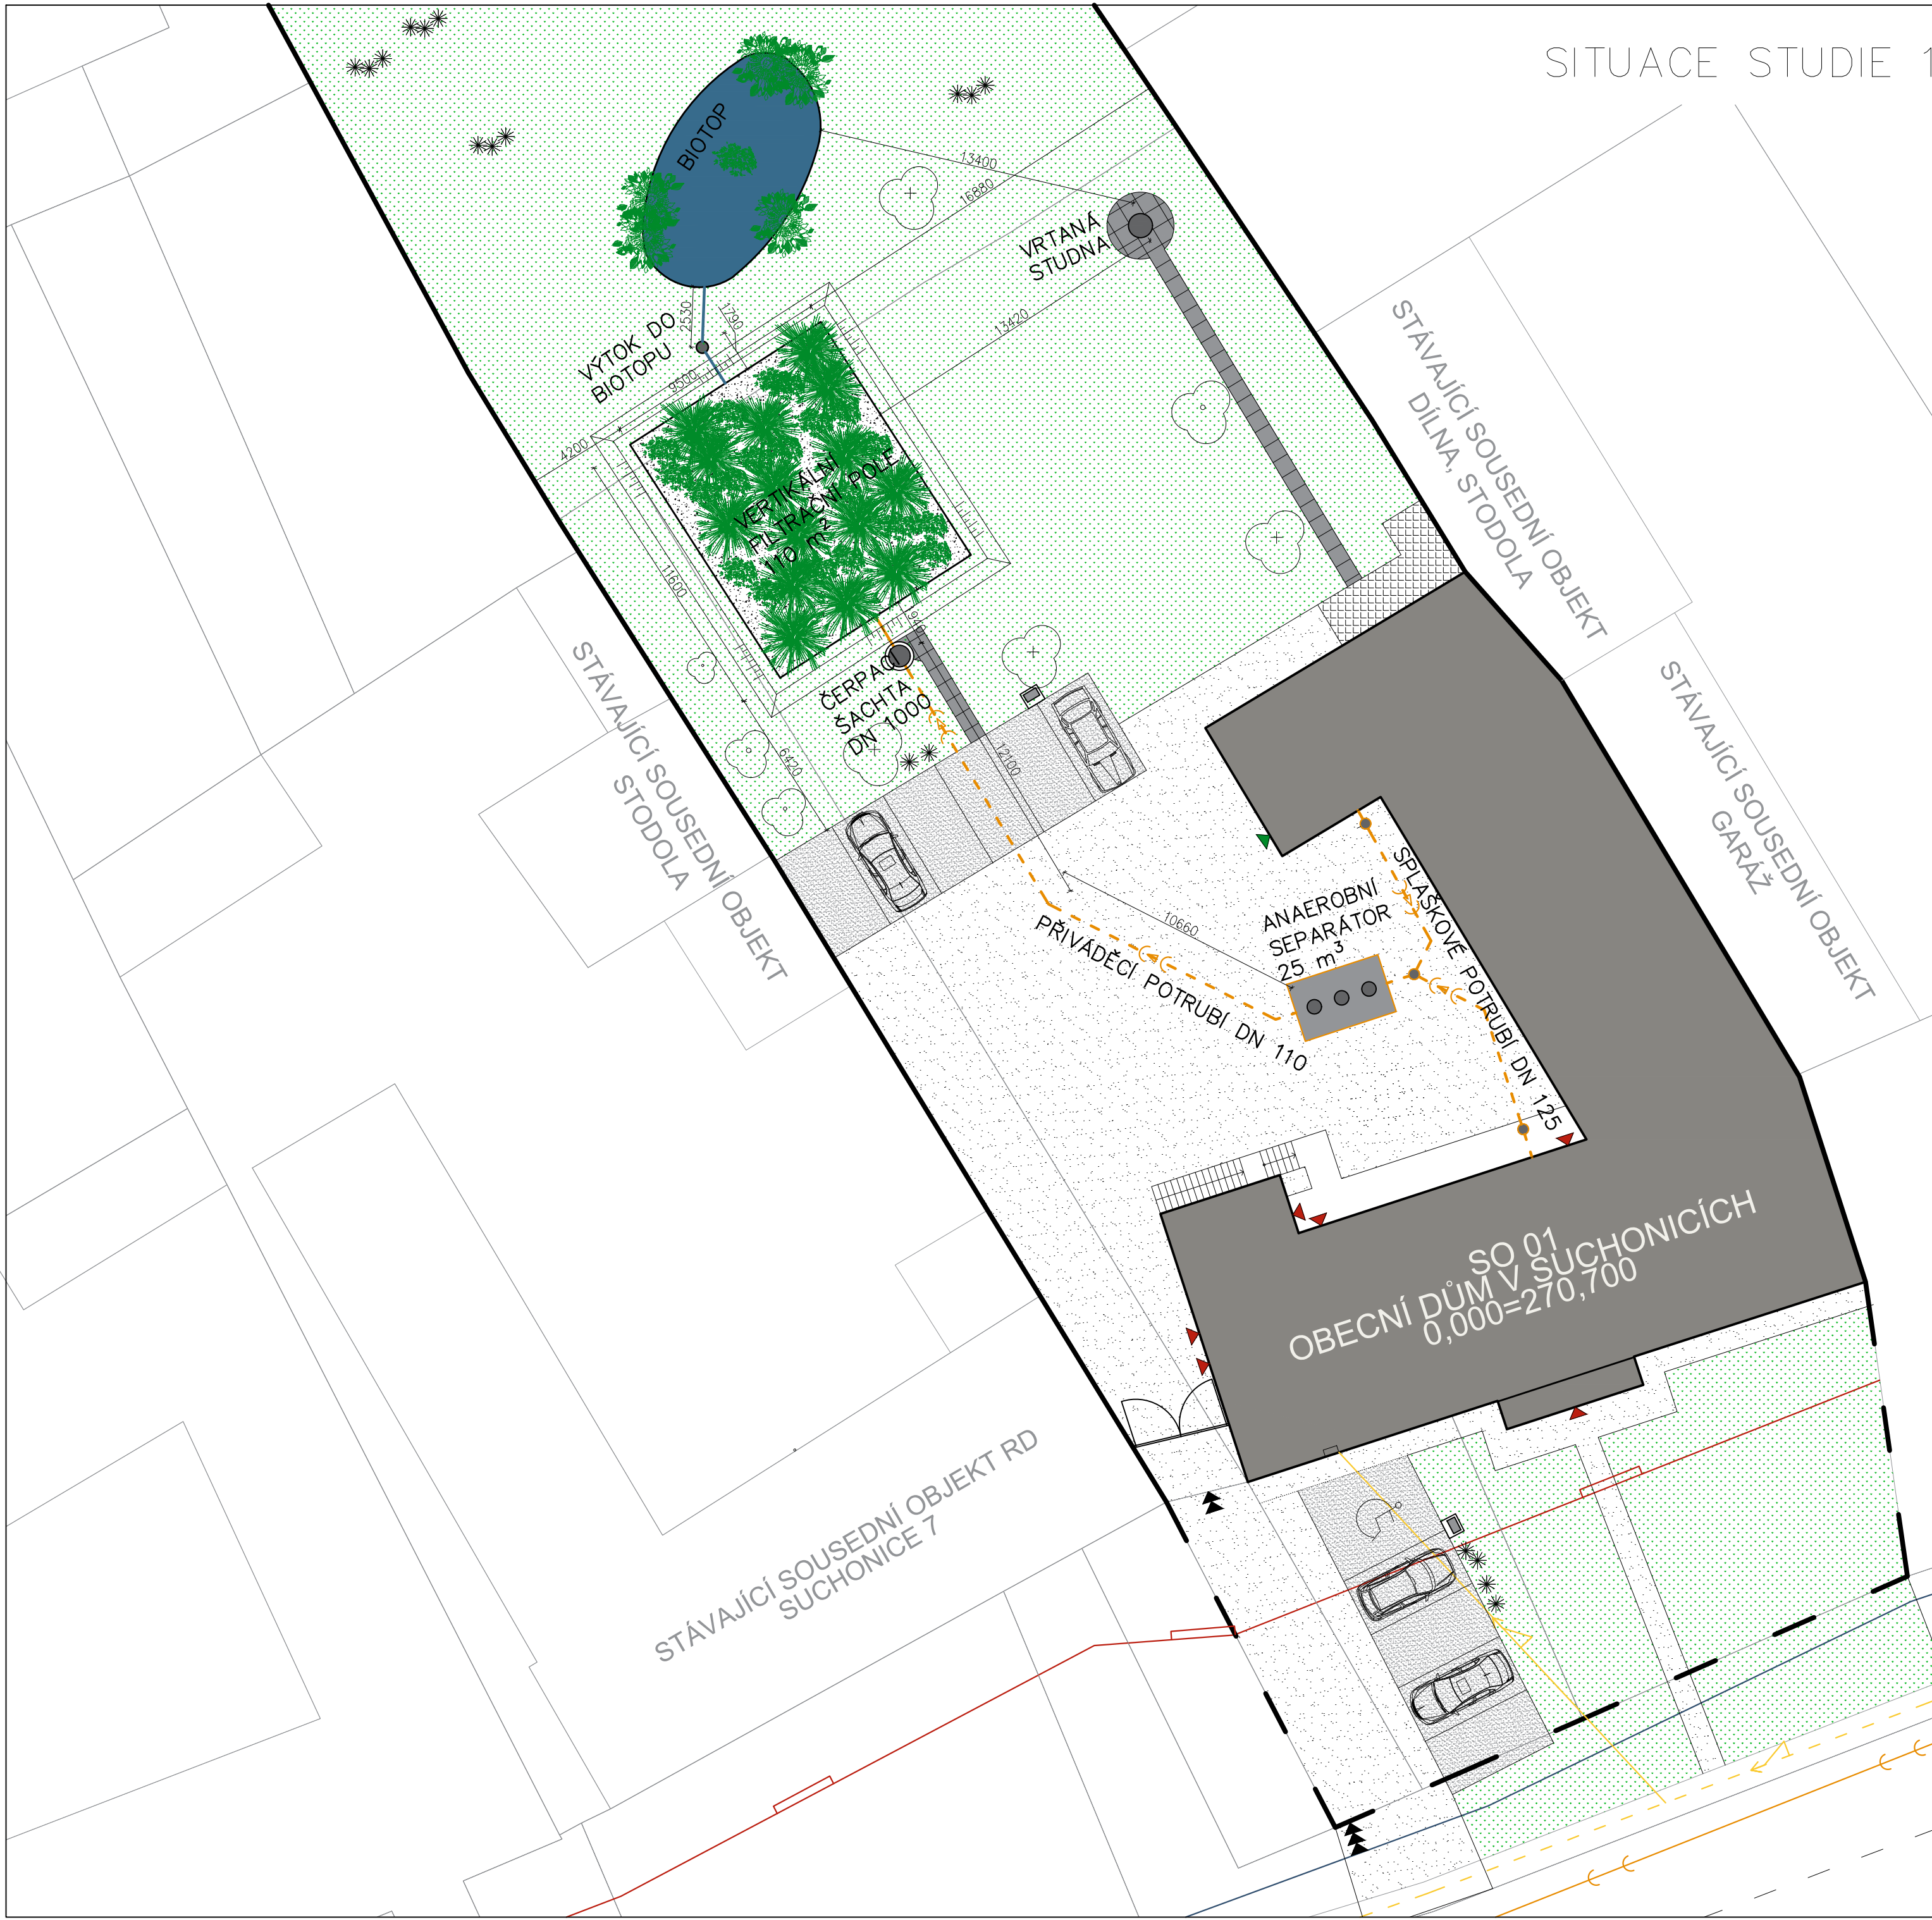 SITUACE STUDIE 1
BIOTOP
13400
16880
VRTANÁ
STUDNA
13420
2530
1790
VÝTOK DO
BIOTOPU
9500
4200
VERTIKÁLNÍ
FILTRAČNÍ POLE
110 m²
11600
940
ČERPACÍ
ŠACHTA
DN 1000
6420
12100
STÁVAJÍCÍ SOUSEDNÍ OBJEKT
DÍLNA, STODOLA
STÁVAJÍCÍ SOUSEDNÍ OBJEKT
STODOLA
STÁVAJÍCÍ SOUSEDNÍ OBJEKT
GARÁŽ
10660
ANAEROBNÍ
SEPARÁTOR
25 m³
SPLAŠKOVÉ POTRUBÍ DN 125
PŘIVÁDĚCÍ POTRUBÍ DN 110
SO 01
OBECNÍ DŮM V SUCHONICÍCH
0,000=270,700
STÁVAJÍCÍ SOUSEDNÍ OBJEKT RD
SUCHONICE 7